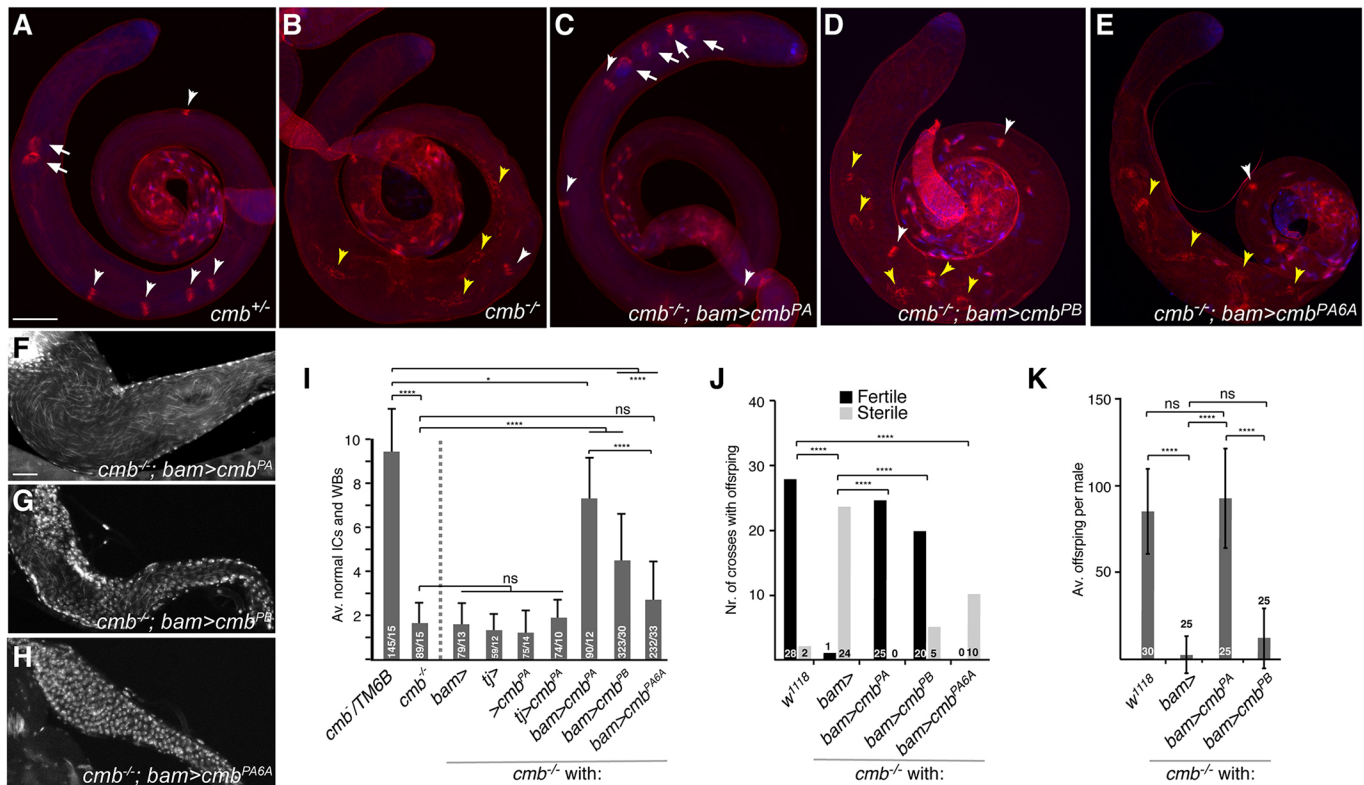 A
B
C
D
E
cmb+/-
cmb-/-
cmb-/-; bam>cmbPA
cmb-/-; bam>cmbPB
cmb-/-; bam>cmbPA6A
F
cmb-/-; bam>cmbPA
G
cmb-/-; bam>cmbPB
H
cmb-/-; bam>cmbPA6A
I
Av. normal ICs and WBs
10
8
6
4
2
****
*
****
ns
****
****
ns
145/15
89/15
79/13
59/12
75/14
74/10
90/12
323/30
232/33
cmb-/TM6B
cmb-/-
bam>
tj>
>cmbPA
tj>cmbPA
bam>cmbPA
bam>cmbPB
bam>cmbPA6A
cmb-/- with:
J
Fertile
Sterile
Nr. of crosses with offsrping
40
30
20
10
****
****
****
****
28
2
1
24
25
0
20
5
0
10
w1118
bam>
bam>cmbPA
bam>cmbPB
bam>cmbPA6A
cmb-/- with:
K
Av. offsrping per male
150
100
50
ns
ns
****
****
****
30
25
25
25
w1118
bam>
bam>cmbPA
bam>cmbPB
cmb-/- with: